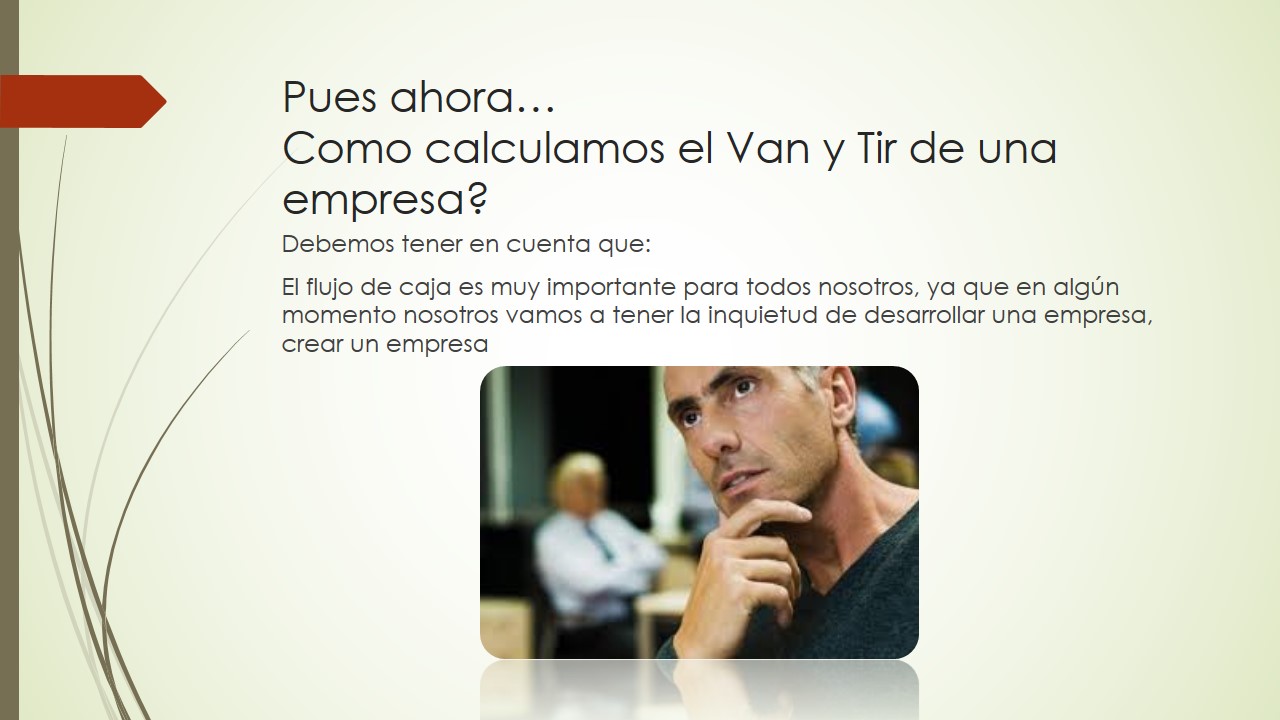 Pues ahora…
Como calculamos el Van y Tir de una
empresa?
Debemos tener en cuenta que:
El flujo de caja es muy importante para todos nosotros, ya que en algún
momento nosotros vamos a tener la inquietud de desarrollar una empresa,
crear un empresa